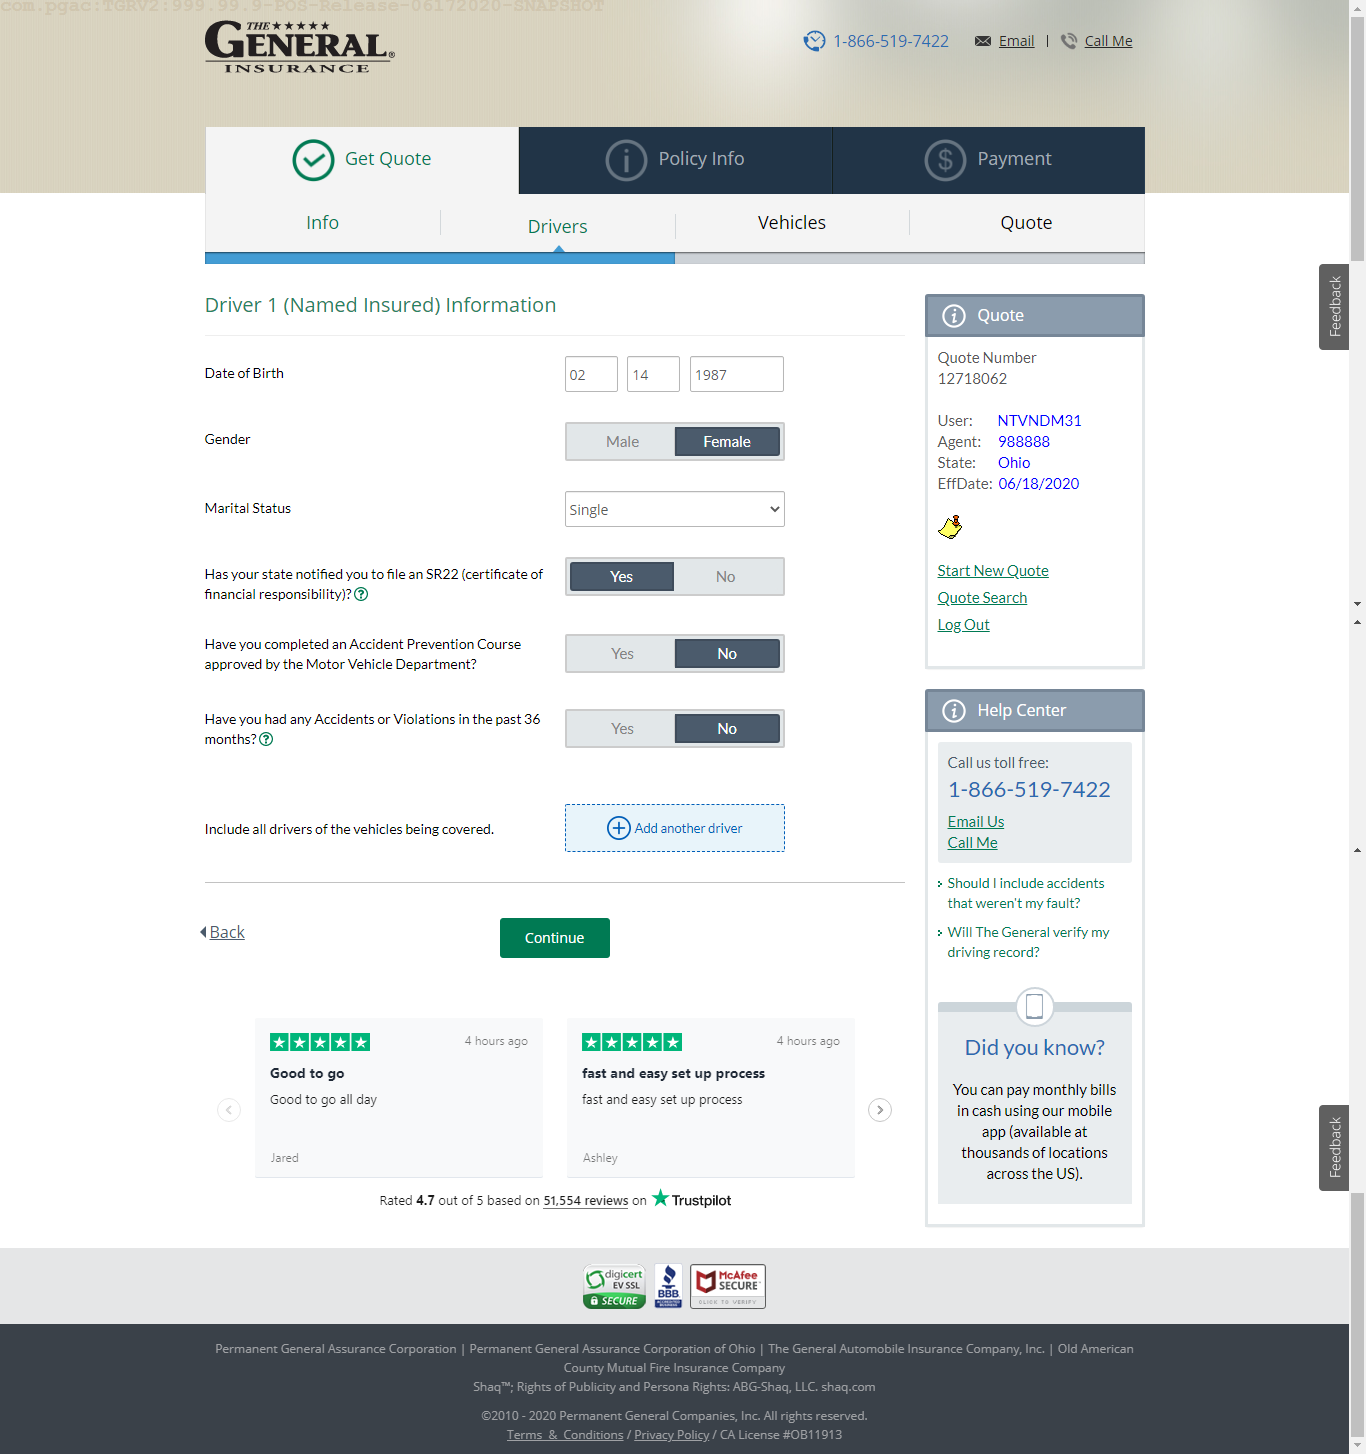 com.pgac:TGRV2:999.99.9-POS-Release-06172020-SNAPSHOT
THE
GENERAL®
INSURANCE
1-866-519-7422
Email | Call Me
Get Quote
Policy Info
Payment
Info
Drivers
Vehicles
Quote
Feedback
Driver 1 (Named Insured) Information
Date of Birth
02 14 1987
Gender
Male Female
Marital Status
Single
Has your state notified you to file an SR22 (certificate of
financial responsibility)?
Yes No
Have you completed an Accident Prevention Course
approved by the Motor Vehicle Department?
Yes No
Have you had any Accidents or Violations in the past 36
months?
Yes No
Include all drivers of the vehicles being covered.
Add another driver
Back
Continue
Quote
Quote Number
12718062
User: NTVNDM31
Agent: 988888
State: Ohio
EffDate: 06/18/2020
Start New Quote
Quote Search
Log Out
Help Center
Call us toll free:
1-866-519-7422
Email Us
Call Me
Should I include accidents
that weren't my fault?
Will The General verify my
driving record?
Did you know?
You can pay monthly bills
in cash using our mobile
app (available at
thousands of locations
across the US).
4 hours ago
Good to go
Good to go all day
Jared
4 hours ago
fast and easy set up process
fast and easy set up process
Ashley
Rated 4.7 out of 5 based on 51,554 reviews on Trustpilot
Feedback
digicert
EV SSL
SECURE
BBB.
ACCREDITED
BUSINESS
McAfee
SECURE
CLICK TO VERIFY
Permanent General Assurance Corporation | Permanent General Assurance Corporation of Ohio | The General Automobile Insurance Company, Inc. | Old American
County Mutual Fire Insurance Company
Shaq™; Rights of Publicity and Persona Rights: ABG-Shaq, LLC. shaq.com
©2010 - 2020 Permanent General Companies, Inc. All rights reserved.
Terms & Conditions / Privacy Policy / CA License #OB11913